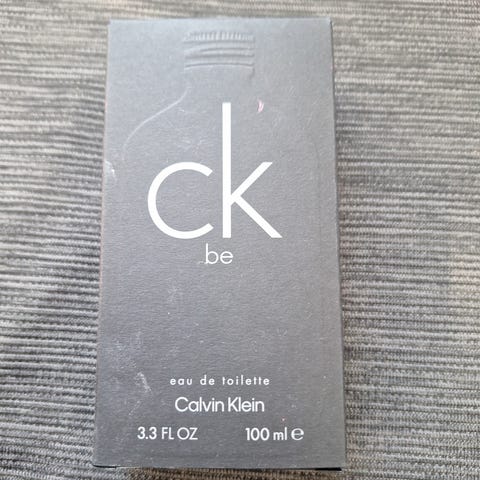 ck
be
eau de toilette
Calvin Klein
3.3 FL OZ 100 ml ℮